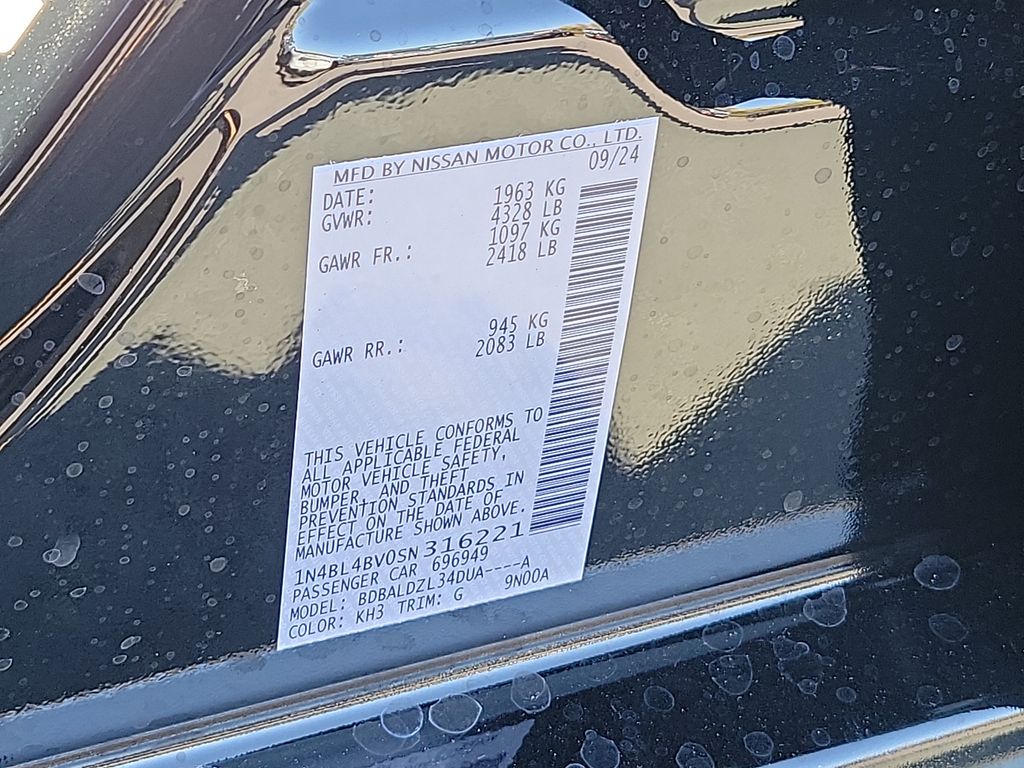 MFD BY NISSAN MOTOR CO., LTD.
DATE: 09/24
GVWR: 1963 KG
4328 LB
GAWR FR.: 1097 KG
2418 LB
GAWR RR.: 945 KG
2083 LB
THIS VEHICLE CONFORMS TO
ALL APPLICABLE FEDERAL
MOTOR VEHICLE SAFETY,
BUMPER, AND THEFT
PREVENTION STANDARDS IN
EFFECT ON THE DATE OF
MANUFACTURE SHOWN ABOVE.
1N4BL4BV0SN316221
PASSENGER CAR 696949
MODEL: BDBALDZL34DUA----A
COLOR: KH3 TRIM: G 9N00A